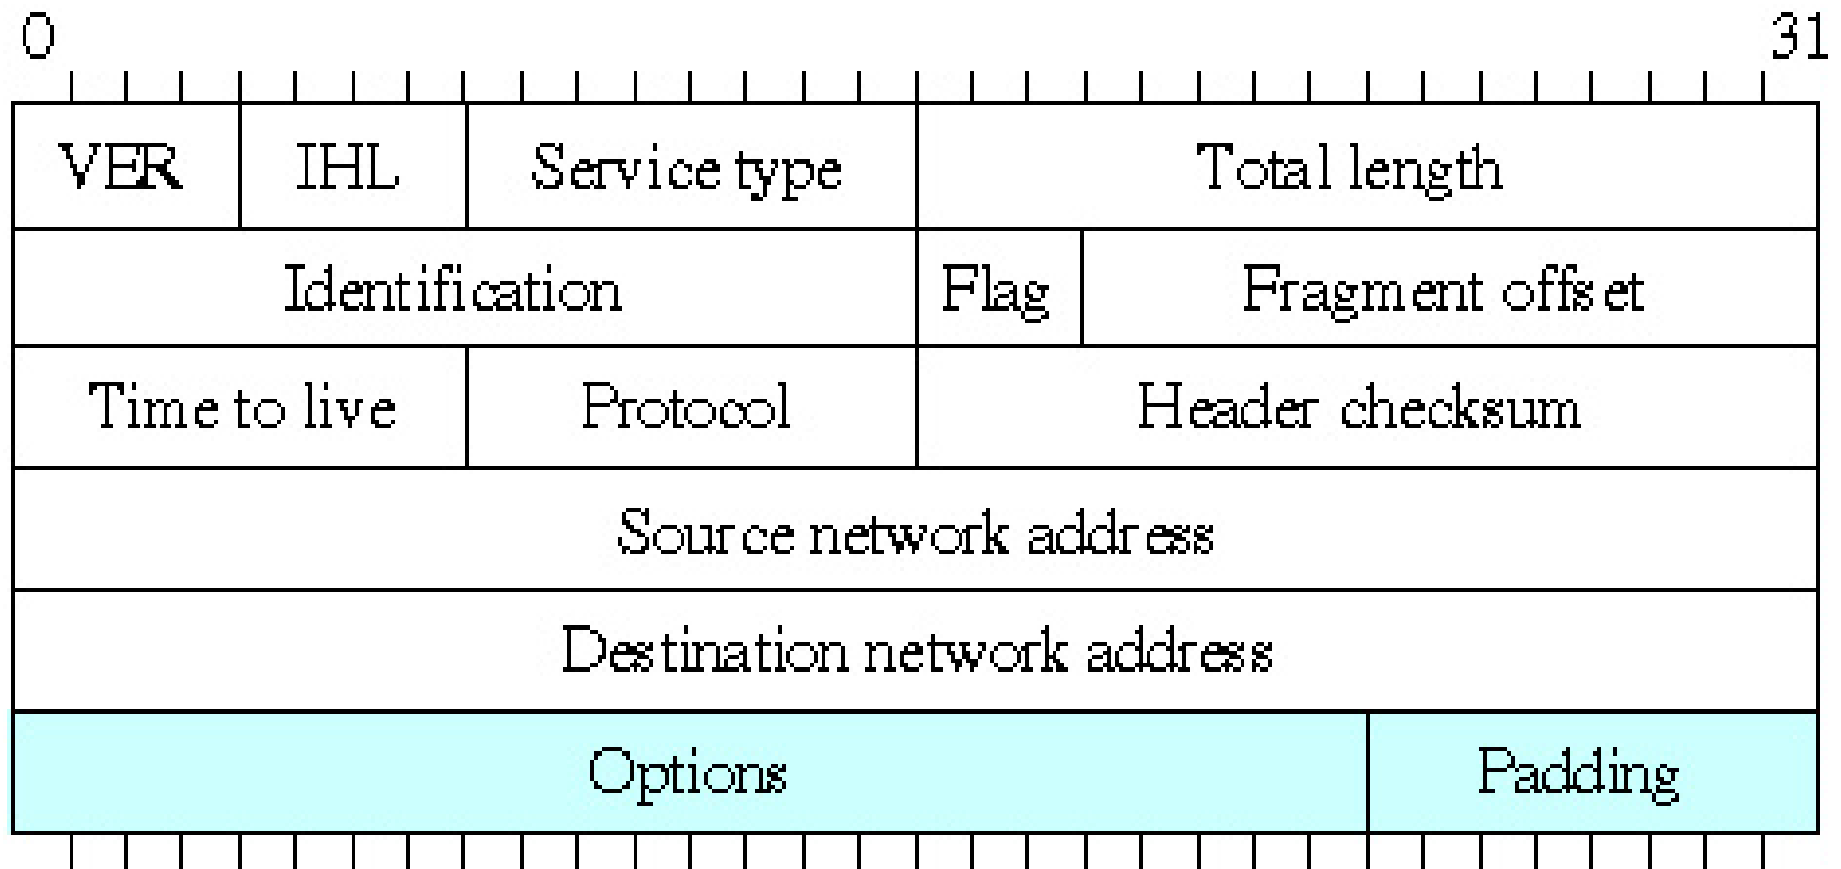 0 31
VER IHL Service type Total length
Identification Flag Fragment offset
Time to live Protocol Header checksum
Source network address
Destination network address
Options Padding